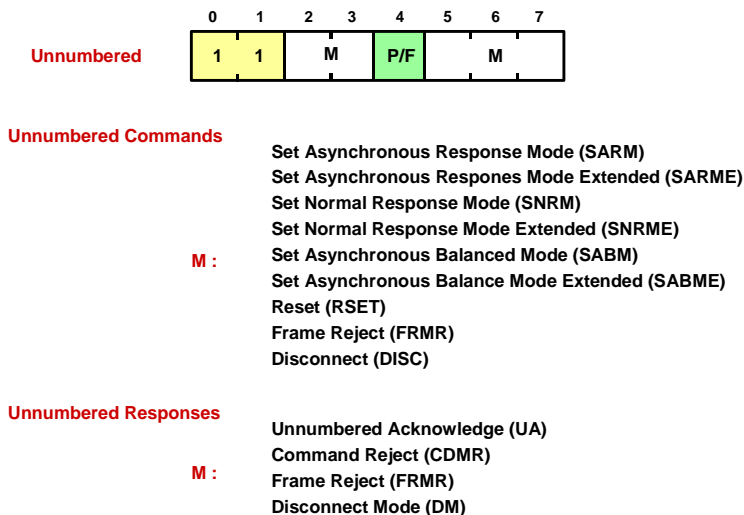 0 1 2 3 4 5 6 7
Unnumbered 1 1 M P/F M
Unnumbered Commands
Set Asynchronous Response Mode (SARM)
Set Asynchronous Respones Mode Extended (SARME)
Set Normal Response Mode (SNRM)
Set Normal Response Mode Extended (SNRME)
M : Set Asynchronous Balanced Mode (SABM)
Set Asynchronous Balance Mode Extended (SABME)
Reset (RSET)
Frame Reject (FRMR)
Disconnect (DISC)
Unnumbered Responses
Unnumbered Acknowledge (UA)
Command Reject (CDMR)
M :
Frame Reject (FRMR)
Disconnect Mode (DM)